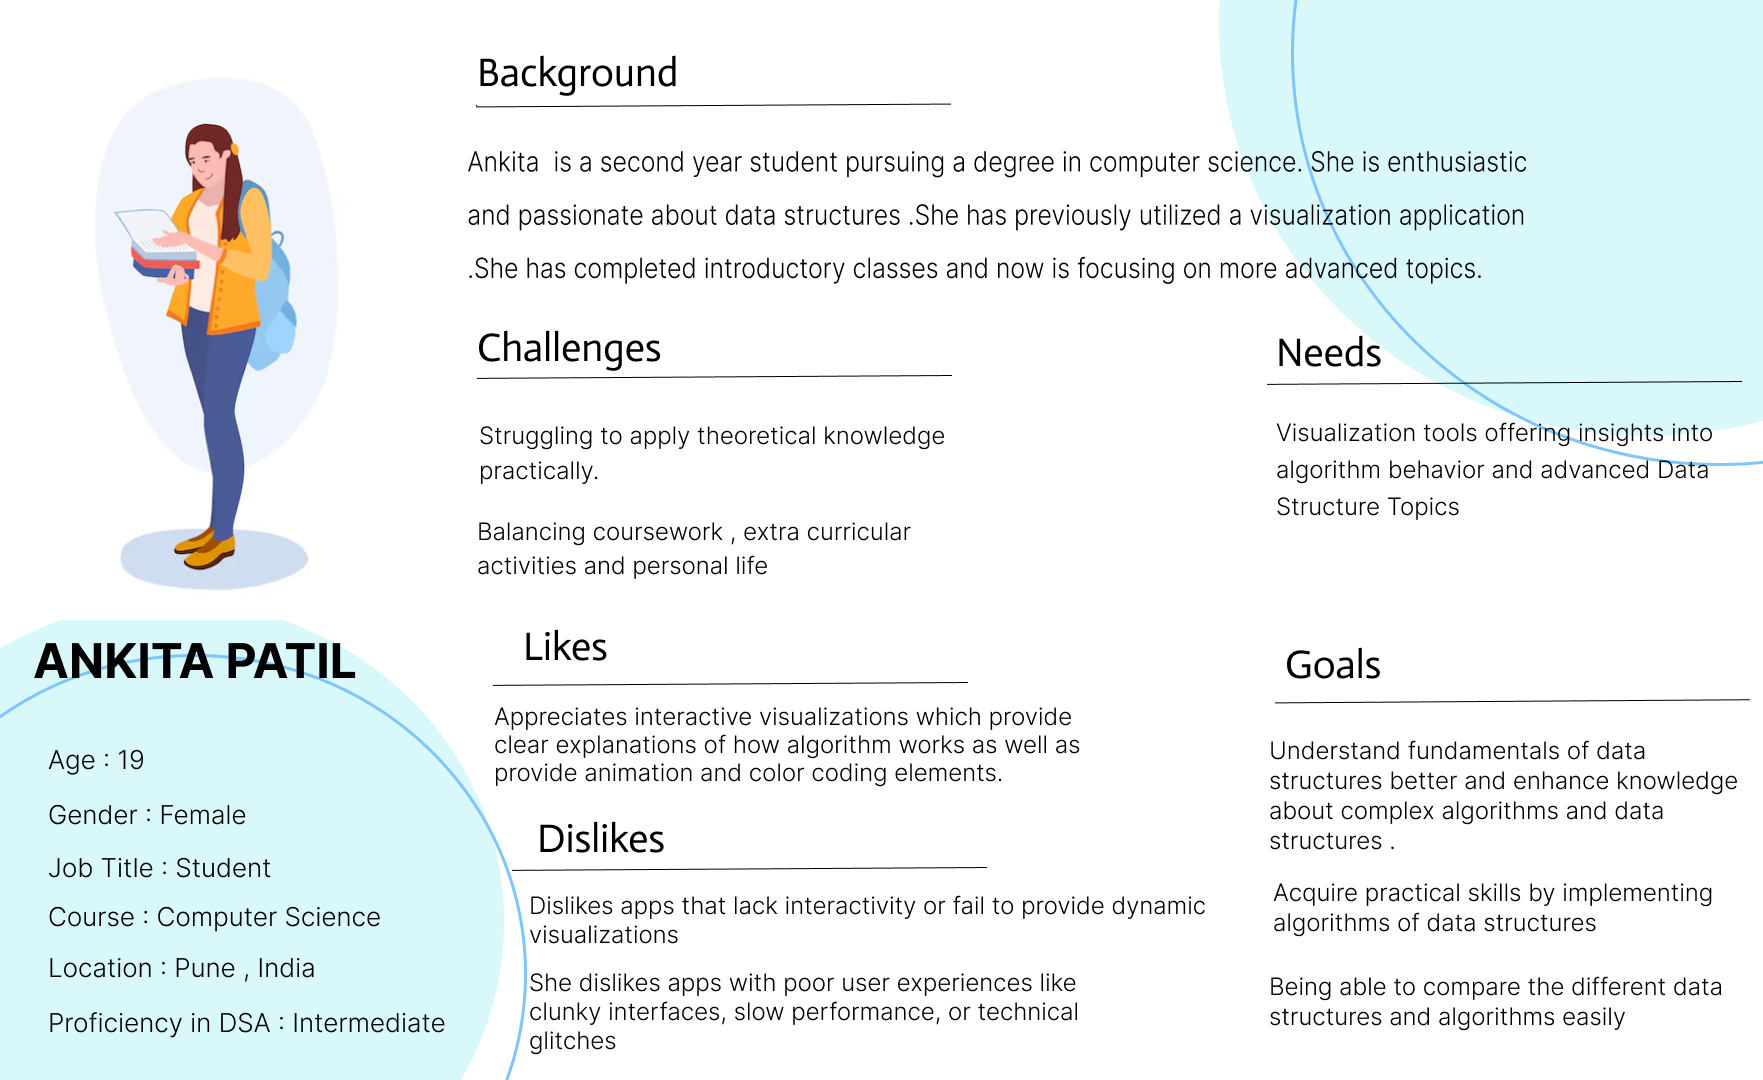 Background
Ankita  is a second year student pursuing a degree in computer science. She is enthusiastic
and passionate about data structures .She has previously utilized a visualization application
.She has completed introductory classes and now is focusing on more advanced topics.
Challenges
Struggling to apply theoretical knowledge
practically.
Balancing coursework , extra curricular
activities and personal life
Needs
Visualization tools offering insights into
algorithm behavior and advanced Data
Structure Topics
ANKITA PATIL
Age : 19
Gender : Female
Job Title : Student
Course : Computer Science
Location : Pune , India
Proficiency in DSA : Intermediate
Likes
Appreciates interactive visualizations which provide
clear explanations of how algorithm works as well as
provide animation and color coding elements.
Dislikes
Dislikes apps that lack interactivity or fail to provide dynamic
visualizations
She dislikes apps with poor user experiences like
clunky interfaces, slow performance, or technical
glitches
Goals
Understand fundamentals of data
structures better and enhance knowledge
about complex algorithms and data
structures .
Acquire practical skills by implementing
algorithms of data structures
Being able to compare the different data
structures and algorithms easily